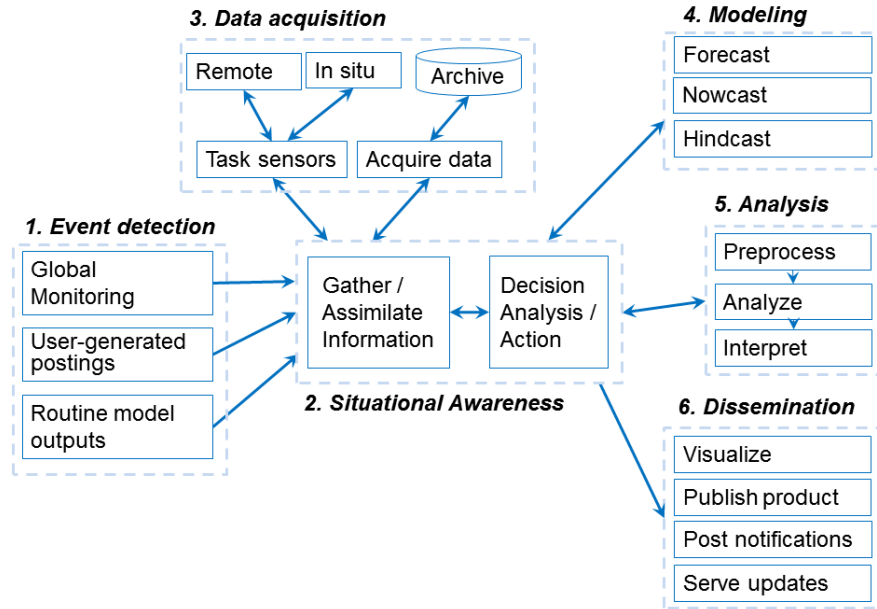 3. Data acquisition
Remote
In situ
Archive
Task sensors
Acquire data
4. Modeling
Forecast
Nowcast
Hindcast
1. Event detection
Global
Monitoring
User-generated
postings
Routine model
outputs
Gather /
Assimilate
Information
Decision
Analysis /
Action
2. Situational Awareness
5. Analysis
Preprocess
Analyze
Interpret
6. Dissemination
Visualize
Publish product
Post notifications
Serve updates